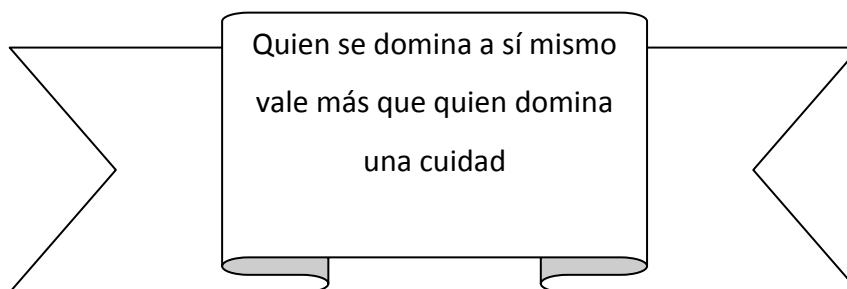 Quien se domina a sí mismo
vale más que quien domina
una cuidad